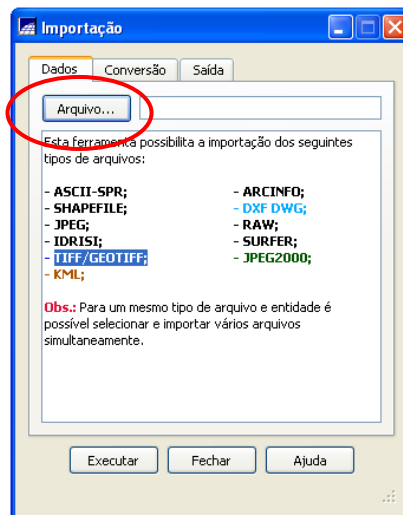 Importação
Dados Conversão Saída
Arquivo...
Esta ferramenta possibilita a importação dos seguintes
tipos de arquivos:
- ASCII-SPR; - ARCINFO;
- SHAPEFILE; - DXF DWG;
- JPEG; - RAW;
- IDRISI; - SURFER;
- TIFF/GEOTIFF; - JPEG2000;
- KML;
Obs.: Para um mesmo tipo de arquivo e entidade é
possível selecionar e importar vários arquivos
simultaneamente.
Executar Fechar Ajuda